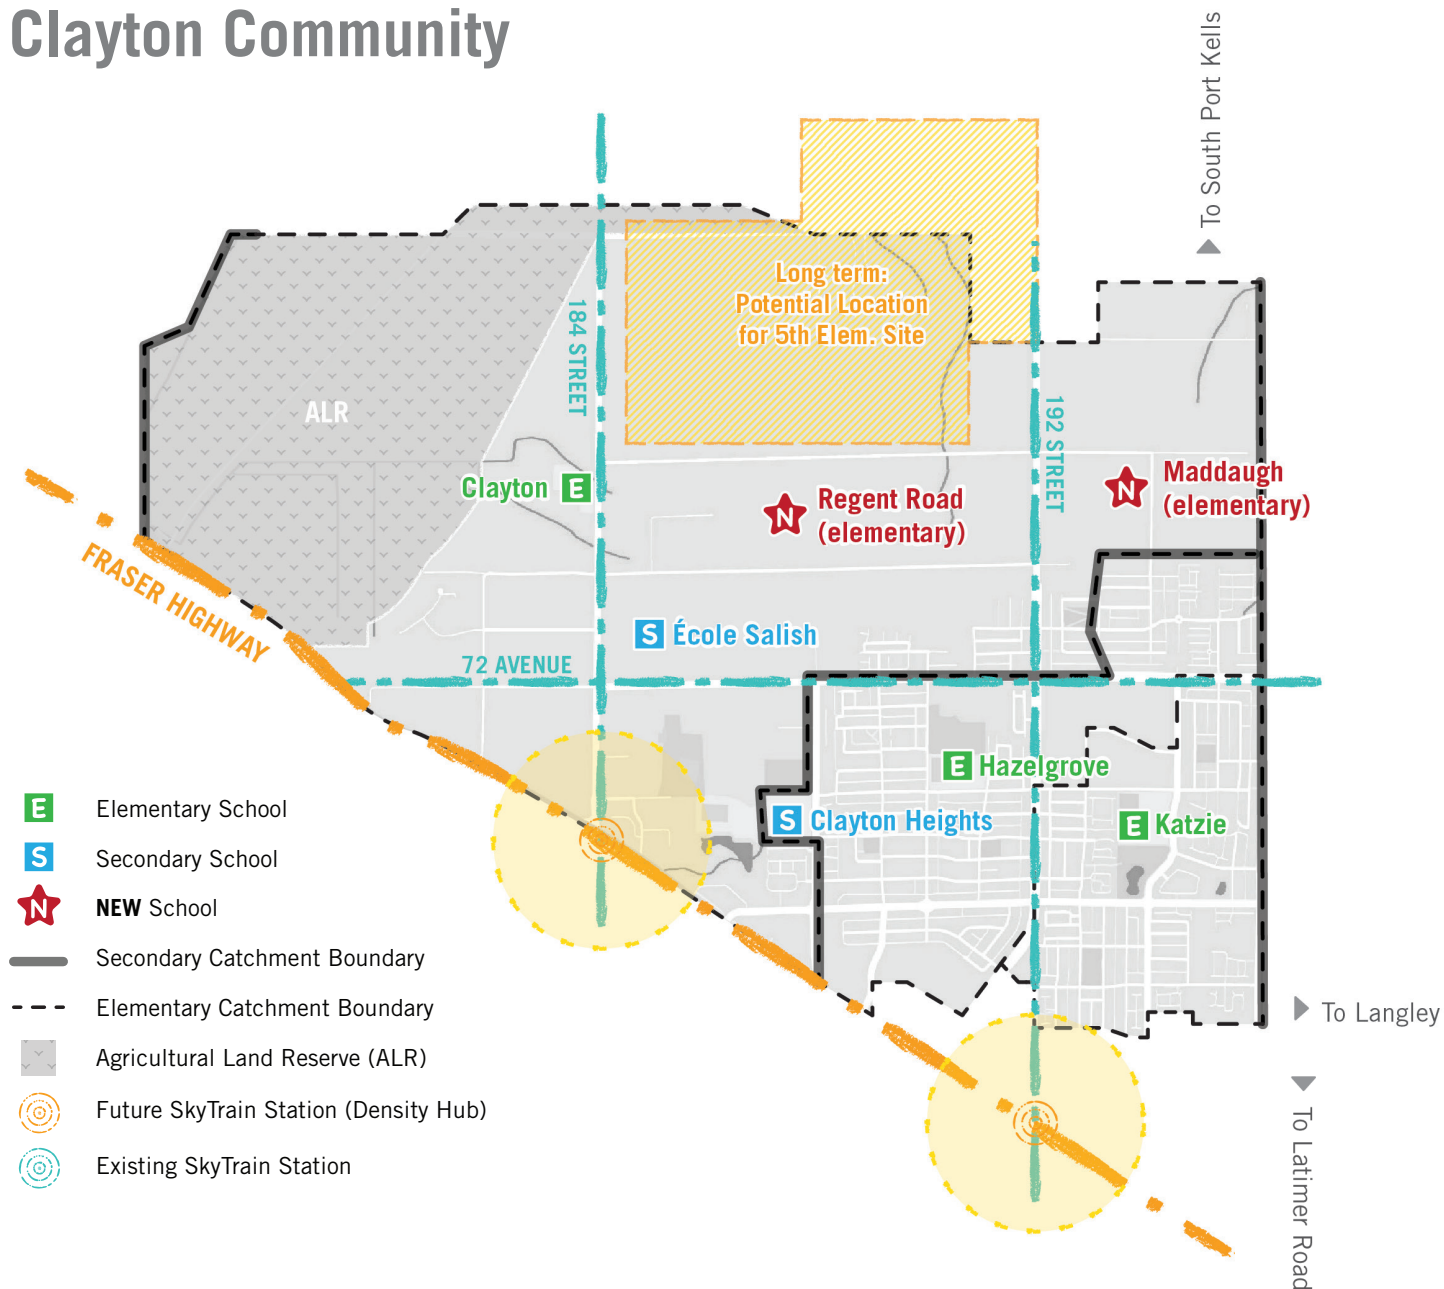 Clayton Community
To South Port Kells
Long term:
Potential Location
for 5th Elem. Site
184 STREET
ALR
192 STREET
Clayton E
N Regent Road
(elementary)
N Maddaugh
(elementary)
FRASER HIGHWAY
S École Salish
72 AVENUE
E Hazelgrove
S Clayton Heights
E Katzie
E Elementary School
S Secondary School
N NEW School
Secondary Catchment Boundary
Elementary Catchment Boundary
Agricultural Land Reserve (ALR)
Future SkyTrain Station (Density Hub)
Existing SkyTrain Station
To Langley
To Latimer Road